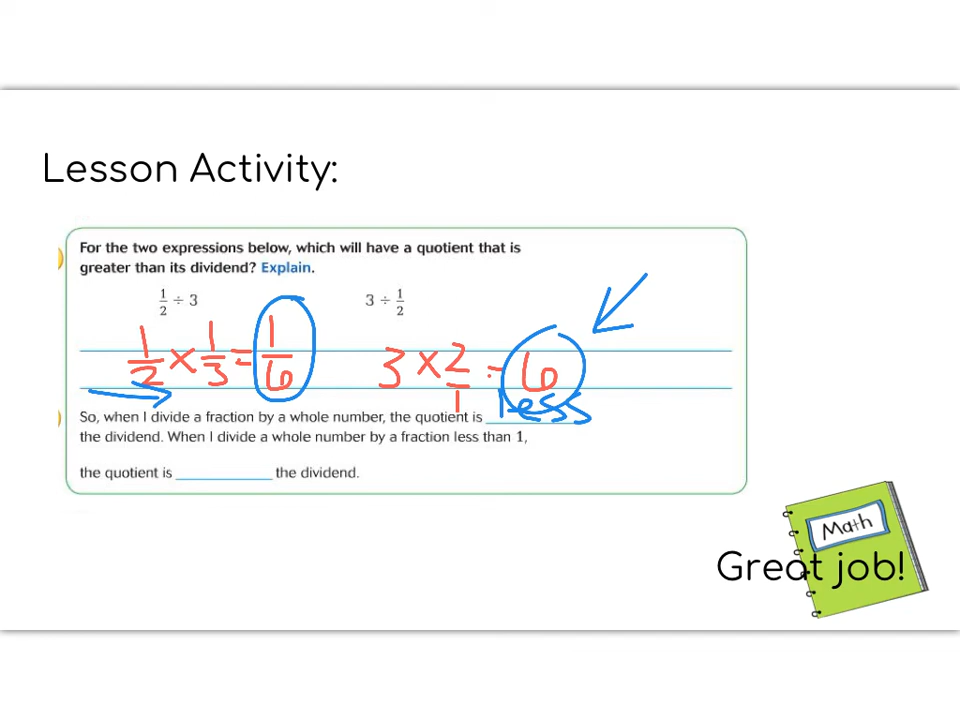 Lesson Activity:
For the two expressions below, which will have a quotient that is
greater than its dividend? Explain.
1/2 ÷ 3 3 ÷ 1/2
1/2 × 1/3 = 1/6 3 × 2/1 = 6
So, when I divide a fraction by a whole number, the quotient is less
the dividend. When I divide a whole number by a fraction less than 1,
the quotient is ____________ the dividend.
Math
Great job!